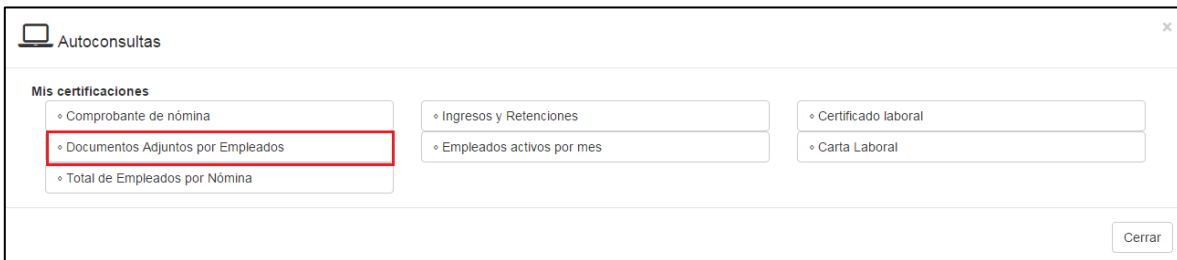 ×
Autoconsultas
Mis certificaciones
∘ Comprobante de nómina
∘ Ingresos y Retenciones
∘ Certificado laboral
∘ Documentos Adjuntos por Empleados
∘ Empleados activos por mes
∘ Carta Laboral
∘ Total de Empleados por Nómina
Cerrar